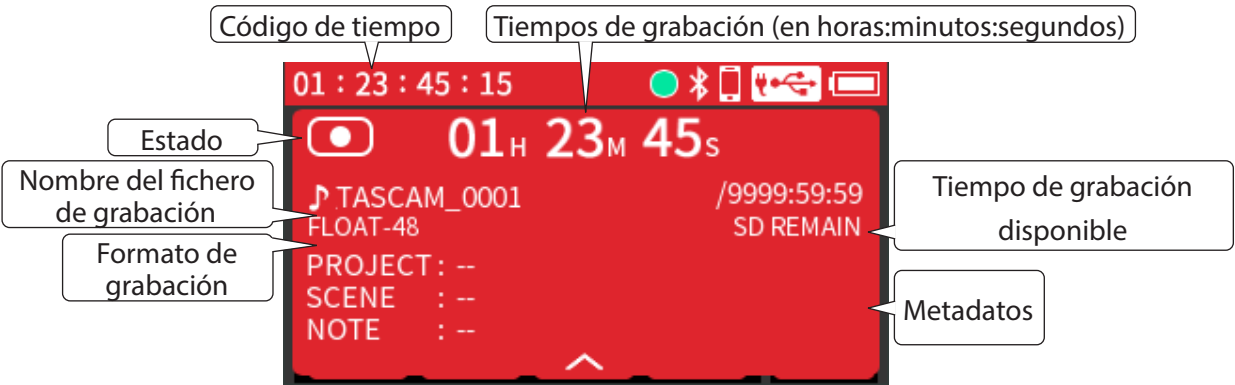 Código de tiempo
Tiempos de grabación (en horas:minutos:segundos)
01 : 23 : 45 : 15
Estado
01H 23M 45S
Nombre del fichero
de grabación
TASCAM_0001
/9999:59:59
FLOAT-48
SD REMAIN
Tiempo de grabación
disponible
Formato de
grabación
PROJECT : --
SCENE : --
NOTE : --
Metadatos